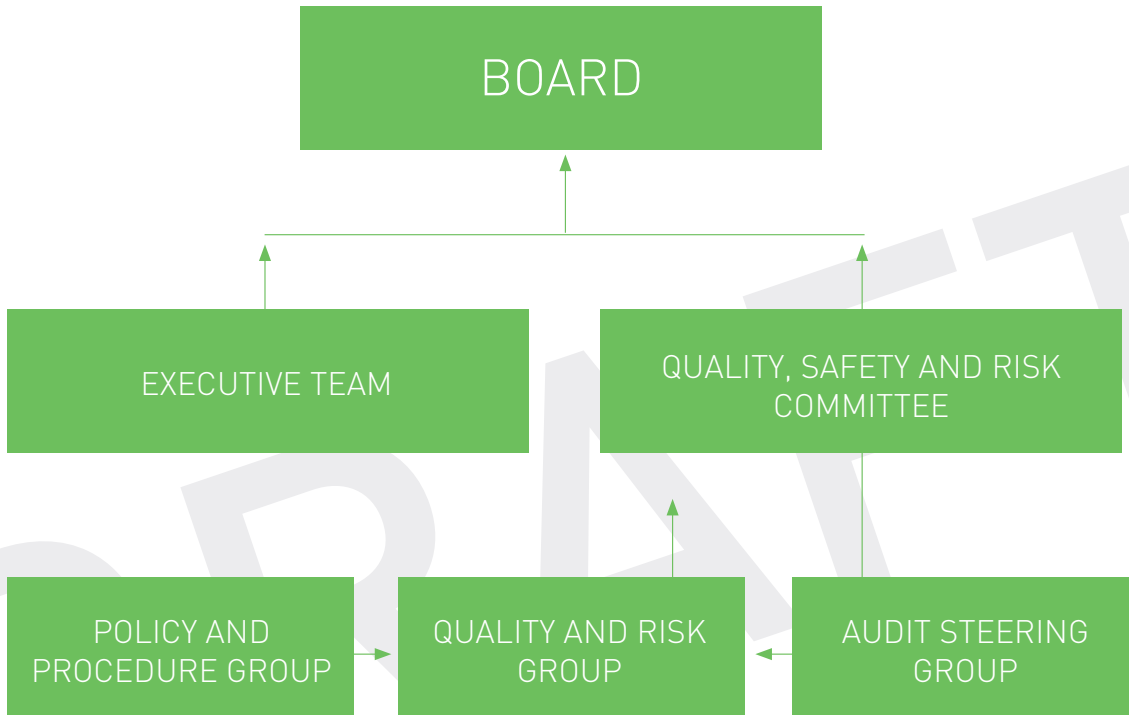 BOARD
EXECUTIVE TEAM
QUALITY, SAFETY AND RISK
COMMITTEE
POLICY AND
PROCEDURE GROUP
QUALITY AND RISK
GROUP
AUDIT STEERING
GROUP
DRAFT